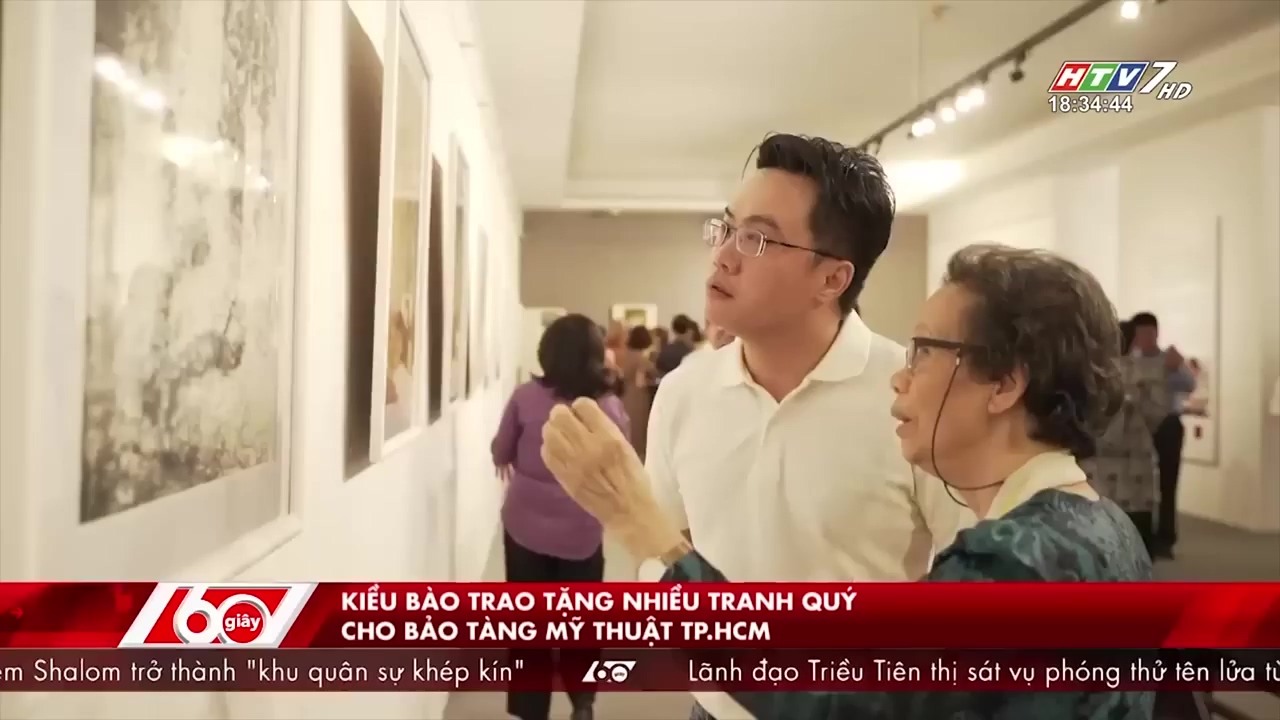 HTV7 HD
18:34:44
60 giây
KIỀU BÀO TRAO TẶNG NHIỀU TRANH QUÝ
CHO BẢO TÀNG MỸ THUẬT TP.HCM
em Shalom trở thành "khu quân sự khép kín"
60
Lãnh đạo Triều Tiên thị sát vụ phóng thử tên lửa từ